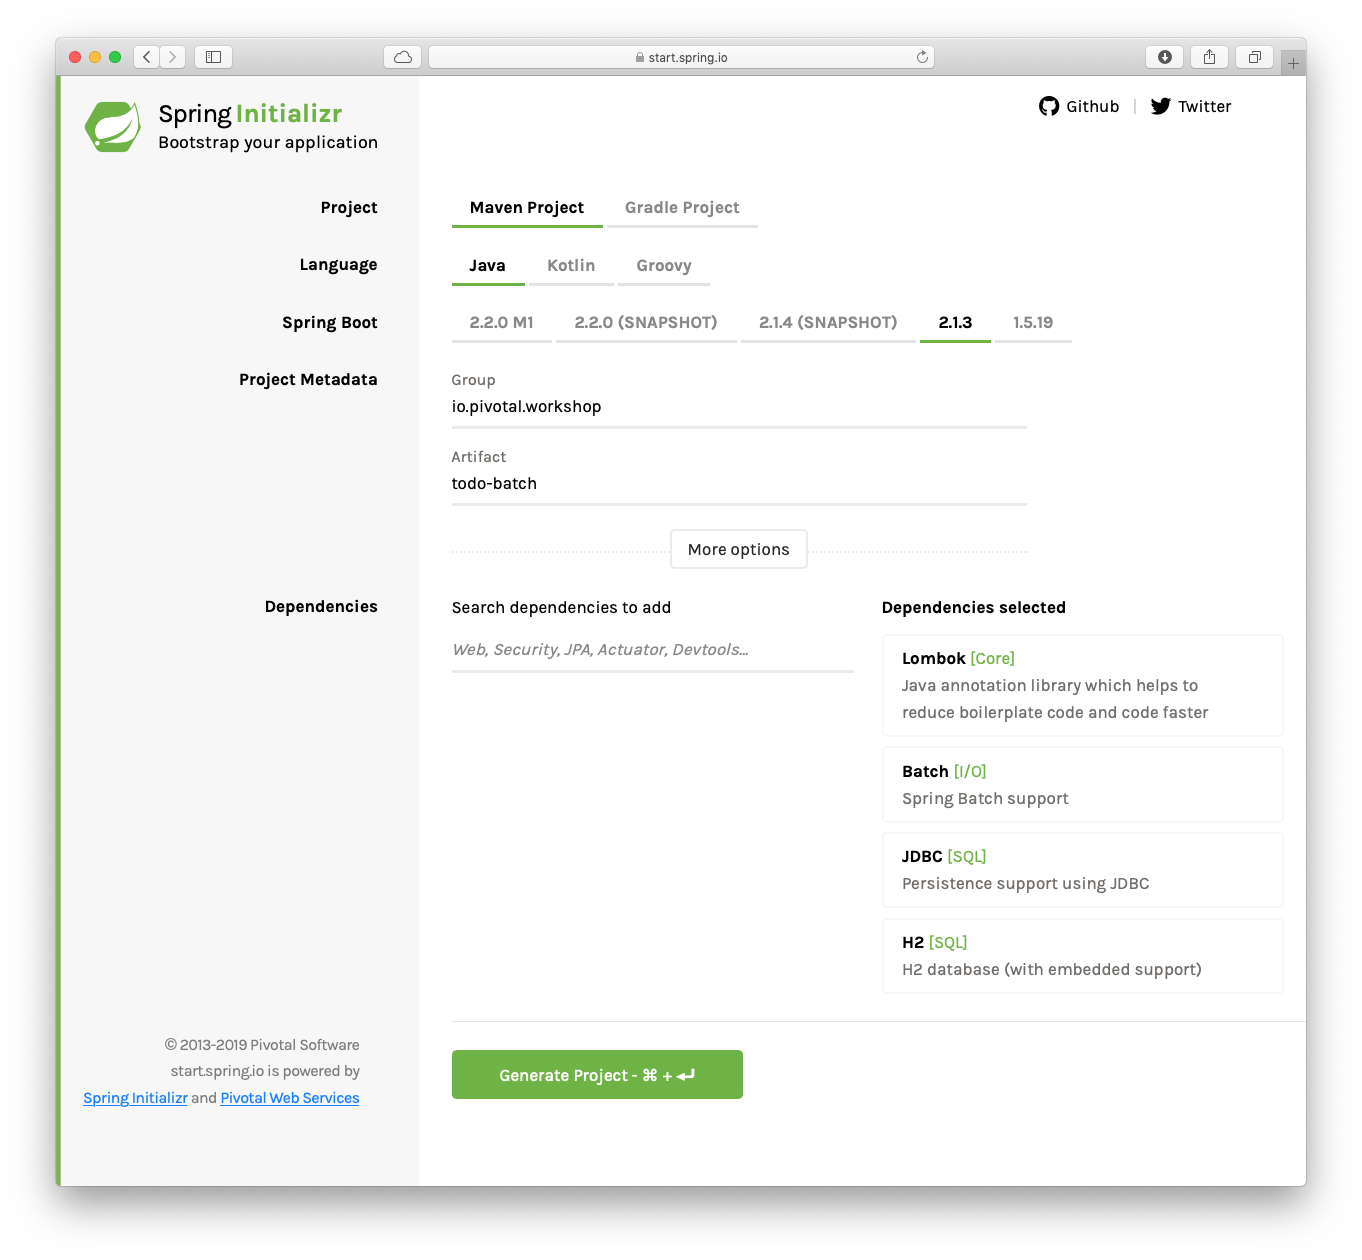 start.spring.io
Spring Initializr
Bootstrap your application
Github | Twitter
Project
Maven Project Gradle Project
Language
Java Kotlin Groovy
Spring Boot
2.2.0 M1 2.2.0 (SNAPSHOT) 2.1.4 (SNAPSHOT) 2.1.3 1.5.19
Project Metadata
Group
io.pivotal.workshop
Artifact
todo-batch
More options
Dependencies
Search dependencies to add
Web, Security, JPA, Actuator, Devtools...
Dependencies selected
Lombok [Core]
Java annotation library which helps to
reduce boilerplate code and code faster
Batch [I/O]
Spring Batch support
JDBC [SQL]
Persistence support using JDBC
H2 [SQL]
H2 database (with embedded support)
© 2013-2019 Pivotal Software
start.spring.io is powered by
Spring Initializr and Pivotal Web Services
Generate Project - ⌘ + ↵